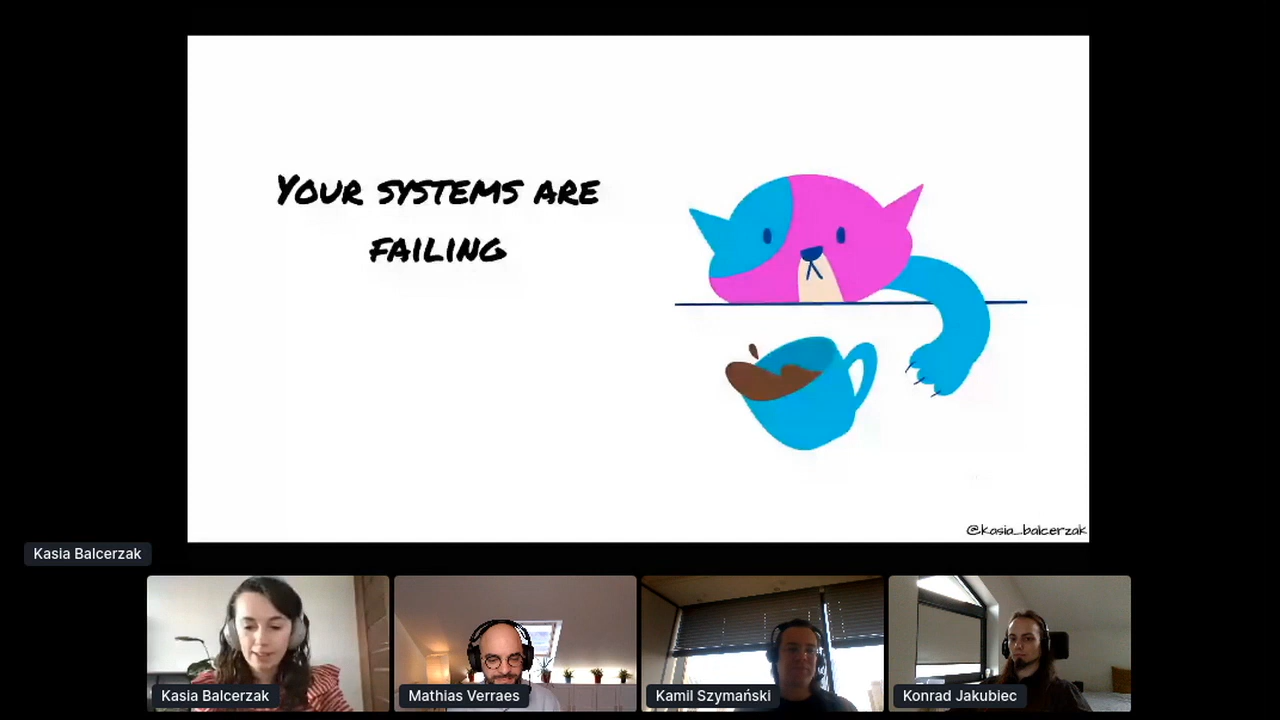 Your systems are
failing
@kasia_balcerzak
Kasia Balcerzak
Kasia Balcerzak
Mathias Verraes
Kamil Szymański
Konrad Jakubiec